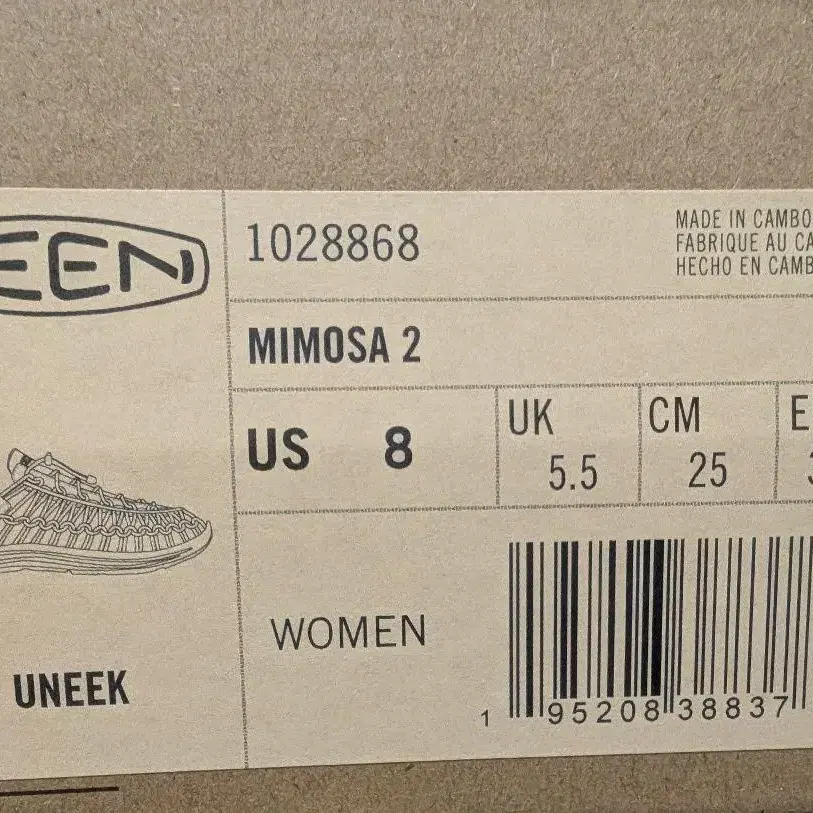 EEN
1028868
MADE IN CAMBO
FABRIQUE AU CA
HECHO EN CAMB
MIMOSA 2
US 8
UK 5.5
CM 25
E
UNEEK
WOMEN
1 95208 38837